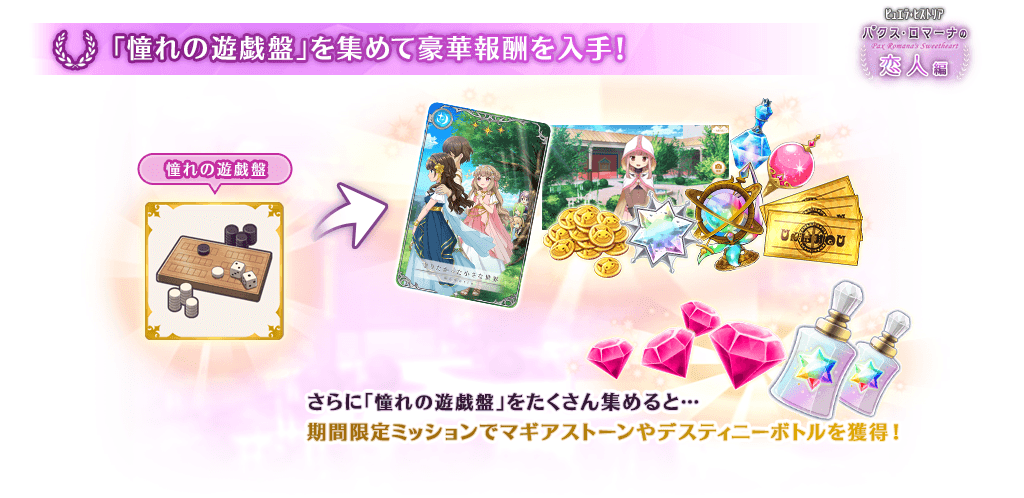 「憧れの遊戯盤」を集めて豪華報酬を入手！
ピュエラ・ヒストリア
パクス・ロマーナの
Pax Romana's Sweetheart
恋人編
憧れの遊戯盤
さらに「憧れの遊戯盤」をたくさん集めると…
期間限定ミッションでマギアストーンやデスティニーボトルを獲得！